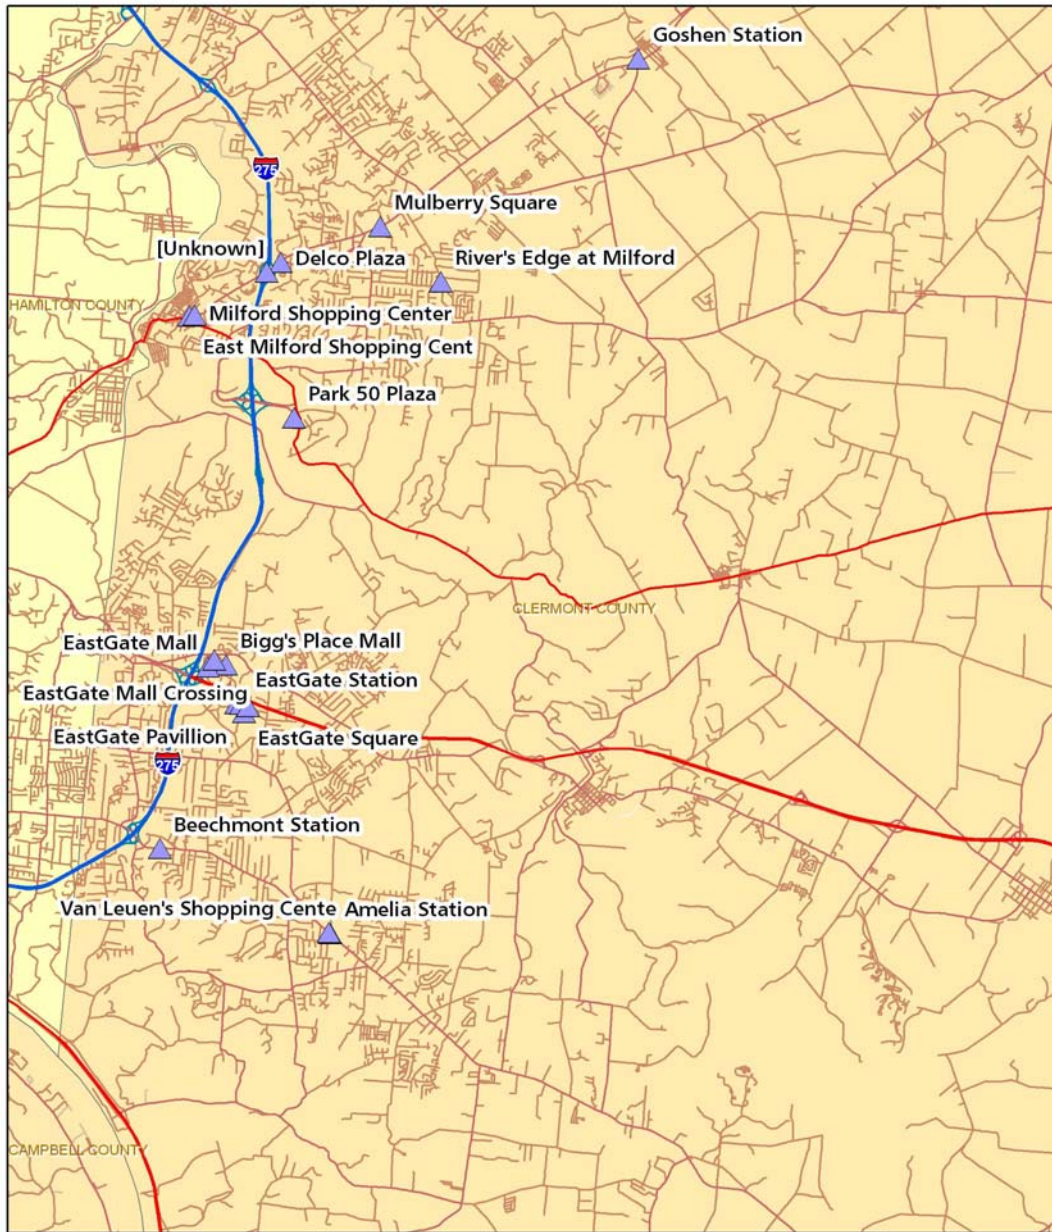 Goshen Station
275
Mulberry Square
[Unknown]
Delco Plaza
River's Edge at Milford
HAMILTON COUNTY
Milford Shopping Center
East Milford Shopping Cent
Park 50 Plaza
CLERMONT COUNTY
EastGate Mall
Bigg's Place Mall
EastGate Station
EastGate Mall Crossing
EastGate Pavillion
EastGate Square
275
Beechmont Station
Van Leuen's Shopping Cente
Amelia Station
CAMPBELL COUNTY